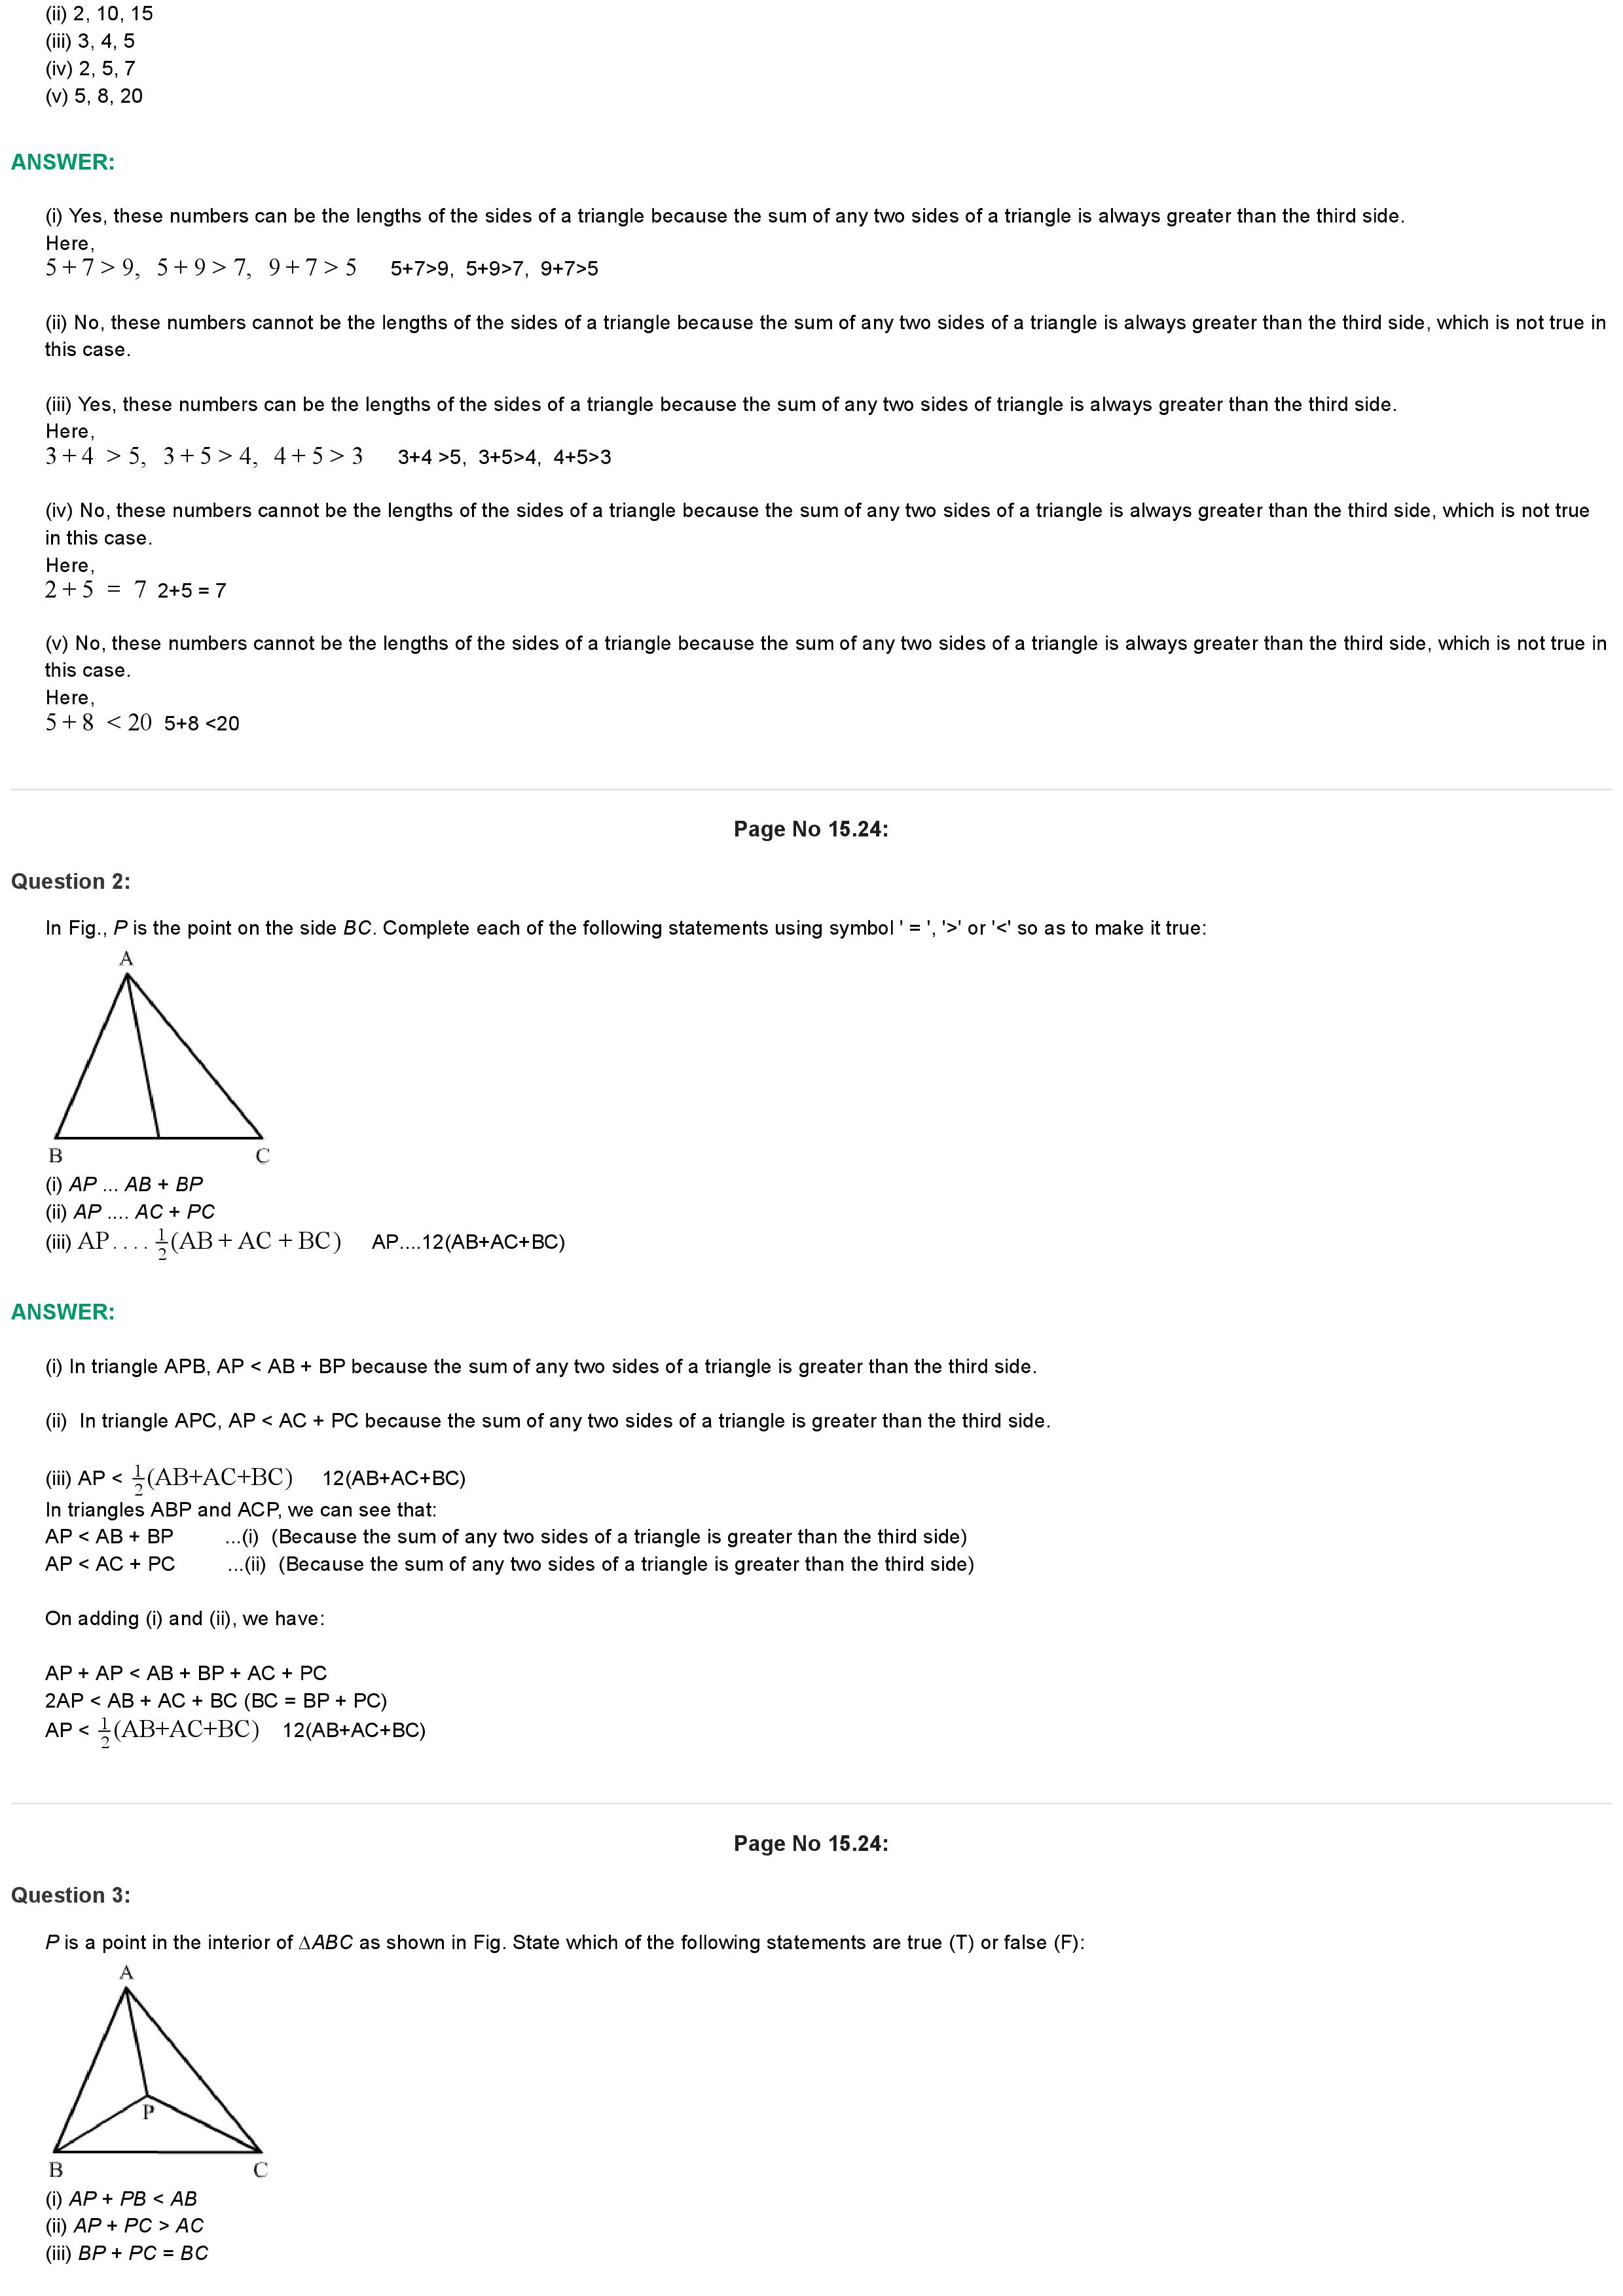 (ii) 2, 10, 15
(iii) 3, 4, 5
(iv) 2, 5, 7
(v) 5, 8, 20
ANSWER:
(i) Yes, these numbers can be the lengths of the sides of a triangle because the sum of any two sides of a triangle is always greater than the third side.
Here,
5 + 7 > 9, 5 + 9 > 7, 9 + 7 > 5 5+7>9, 5+9>7, 9+7>5
(ii) No, these numbers cannot be the lengths of the sides of a triangle because the sum of any two sides of a triangle is always greater than the third side, which is not true in
this case.
(iii) Yes, these numbers can be the lengths of the sides of a triangle because the sum of any two sides of triangle is always greater than the third side.
Here,
3 + 4 > 5, 3 + 5 > 4, 4 + 5 > 3 3+4 >5, 3+5>4, 4+5>3
(iv) No, these numbers cannot be the lengths of the sides of a triangle because the sum of any two sides of a triangle is always greater than the third side, which is not true
in this case.
Here,
2 + 5 = 7 2+5 = 7
(v) No, these numbers cannot be the lengths of the sides of a triangle because the sum of any two sides of a triangle is always greater than the third side, which is not true in
this case.
Here,
5 + 8 < 20 5+8 <20
Page No 15.24:
Question 2:
In Fig., P is the point on the side BC. Complete each of the following statements using symbol ' = ', '>' or '<' so as to make it true:
A
B C
(i) AP ... AB + BP
(ii) AP .... AC + PC
(iii) AP . . . . 1/2 (AB + AC + BC) AP....12(AB+AC+BC)
ANSWER:
(i) In triangle APB, AP < AB + BP because the sum of any two sides of a triangle is greater than the third side.
(ii) In triangle APC, AP < AC + PC because the sum of any two sides of a triangle is greater than the third side.
(iii) AP < 1/2 (AB+AC+BC) 12(AB+AC+BC)
In triangles ABP and ACP, we can see that:
AP < AB + BP ...(i) (Because the sum of any two sides of a triangle is greater than the third side)
AP < AC + PC ...(ii) (Because the sum of any two sides of a triangle is greater than the third side)
On adding (i) and (ii), we have:
AP + AP < AB + BP + AC + PC
2AP < AB + AC + BC (BC = BP + PC)
AP < 1/2 (AB+AC+BC) 12(AB+AC+BC)
Page No 15.24:
Question 3:
P is a point in the interior of ∆ABC as shown in Fig. State which of the following statements are true (T) or false (F):
A
P
B C
(i) AP + PB < AB
(ii) AP + PC > AC
(iii) BP + PC = BC